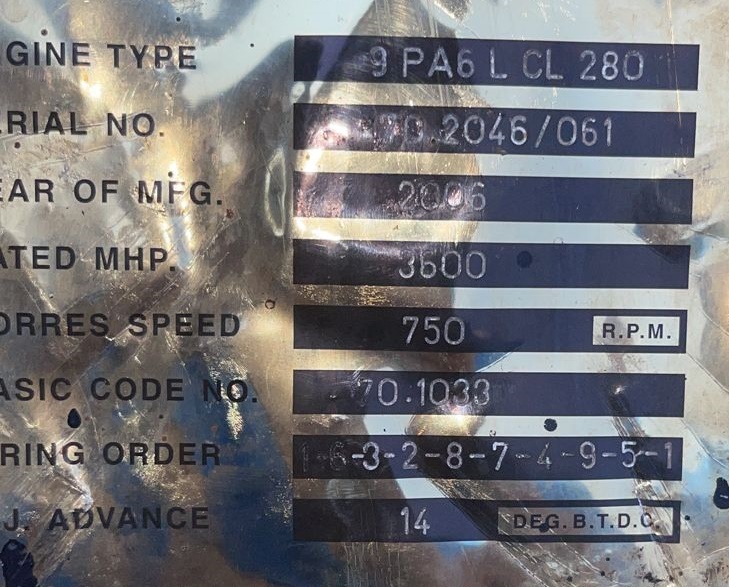 GINE TYPE 9 PA6 L CL 280
RIAL NO. 70.2046/061
EAR OF MFG. 2006
ATED MHP. 3600
ORRES SPEED 750 R.P.M.
ASIC CODE NO. 70.1033
RING ORDER 1-6-3-2-8-7-4-9-5-1
J. ADVANCE 14 DEG.B.T.D.C.